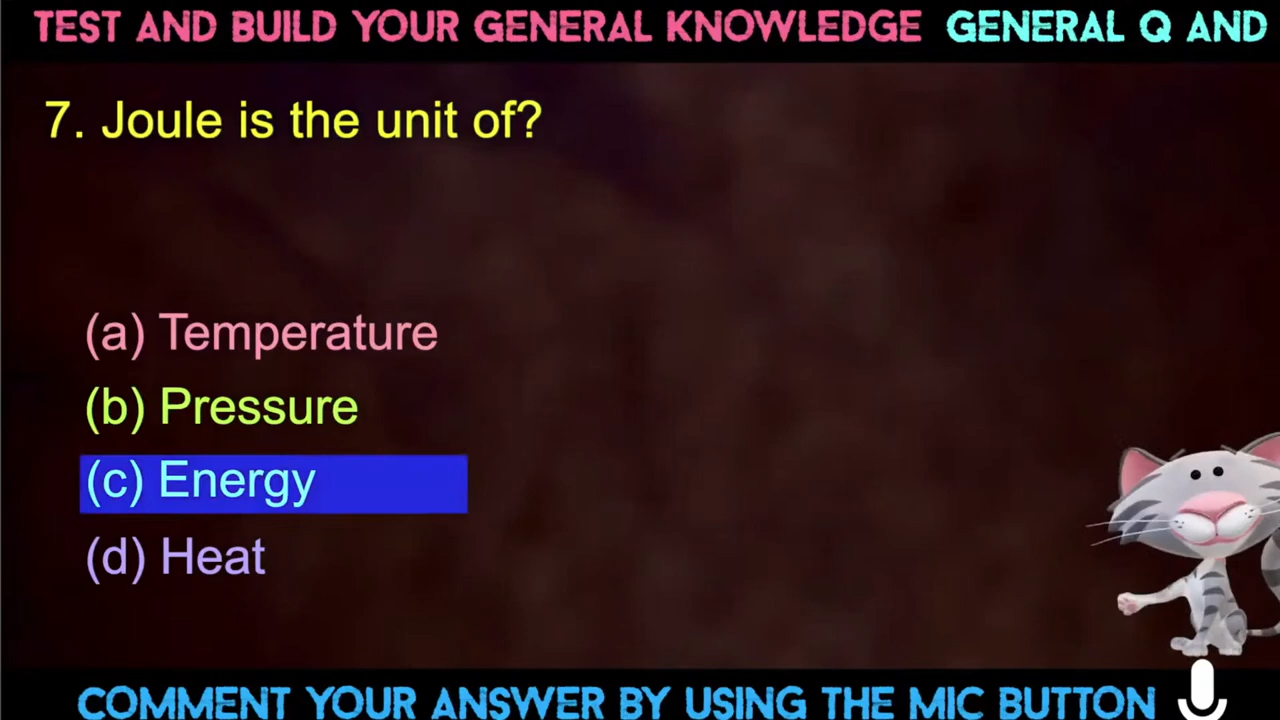 TEST AND BUILD YOUR GENERAL KNOWLEDGE GENERAL Q AND
7. Joule is the unit of?
(a) Temperature
(b) Pressure
(c) Energy
(d) Heat
COMMENT YOUR ANSWER BY USING THE MIC BUTTON